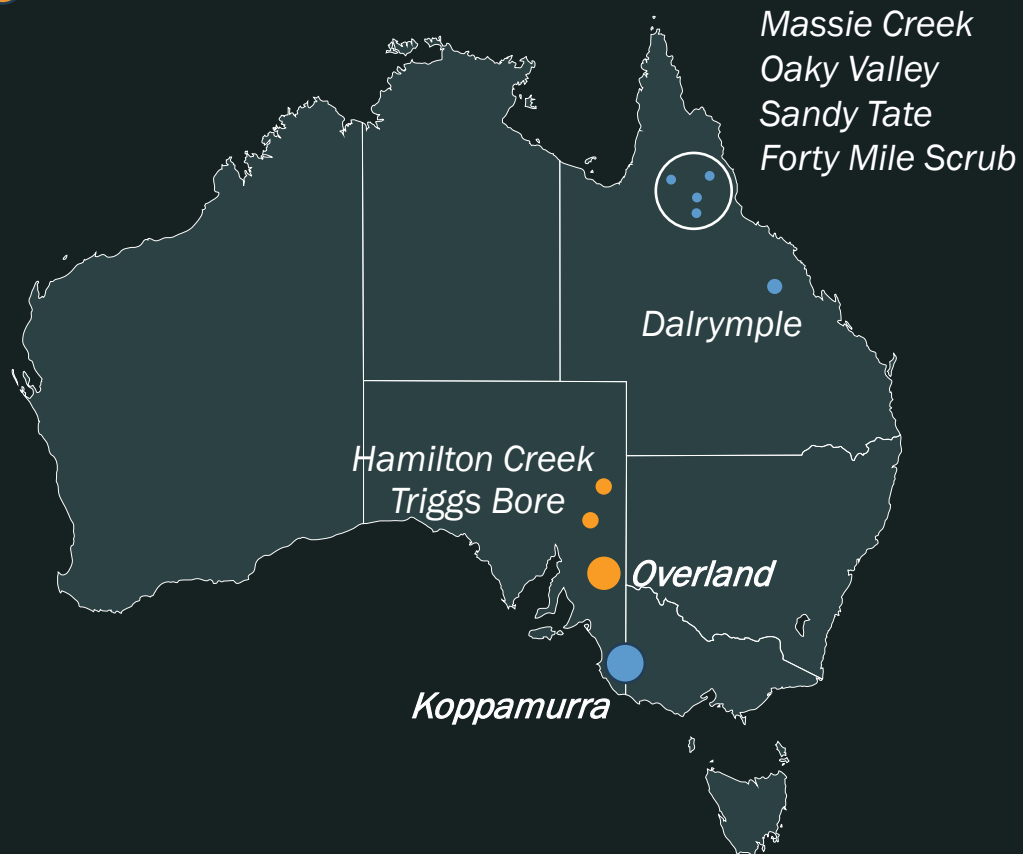 Massie Creek
Oaky Valley
Sandy Tate
Forty Mile Scrub
Dalrymple
Hamilton Creek
Triggs Bore
Overland
Koppamurra